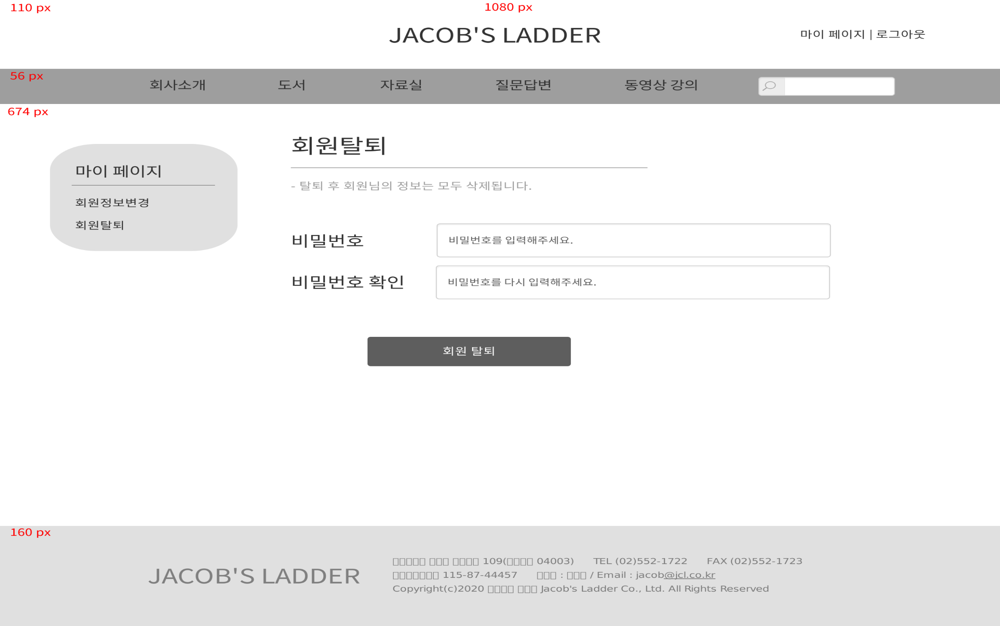 110 px
1080 px
JACOB'S LADDER
마이 페이지 | 로그아웃
56 px
회사소개 도서 자료실 질문답변 동영상 강의
674 px
회원탈퇴
마이 페이지
- 탈퇴 후 회원님의 정보는 모두 삭제됩니다.
회원정보변경
회원탈퇴
비밀번호
비밀번호를 입력해주세요.
비밀번호 확인
비밀번호를 다시 입력해주세요.
회원 탈퇴
160 px
JACOB'S LADDER
109( 04003) TEL (02)552-1722 FAX (02)552-1723
115-87-44457 : / Email : jacob@jcl.co.kr
Copyright(c)2020 Jacob's Ladder Co., Ltd. All Rights Reserved